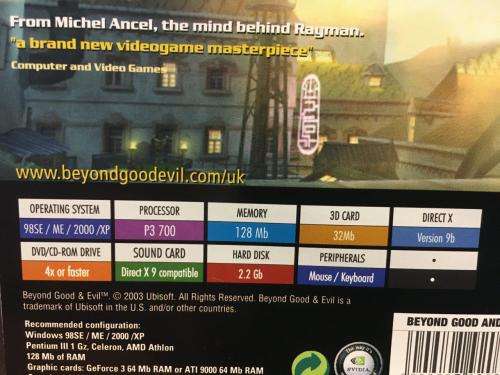 From Michel Ancel, the mind behind Rayman.
"a brand new videogame masterpiece"
Computer and Video Games
www.beyondgoodevil.com/uk
OPERATING SYSTEM
98SE / ME / 2000 /XP
PROCESSOR
P3 700
MEMORY
128 Mb
3D CARD
32Mb
DIRECT X
Version 9b
DVD/CD-ROM DRIVE
4x or faster
SOUND CARD
Direct X 9 compatible
HARD DISK
2.2 Gb
PERIPHERALS
Mouse / Keyboard
•
•
Beyond Good & Evil™. © 2003 Ubisoft. All Rights Reserved. Beyond Good & Evil is a
trademark of Ubisoft in the U.S. and/or other countries.
Recommended configuration:
Windows 98SE / ME / 2000 /XP
Pentium III 1 Gz. Celeron, AMD Athlon
128 Mb of RAM
Graphic cards: GeForce 3 64 Mb RAM or ATI 9000 64 Mb RAM
BEYOND GOOD AND
The way it's
NVIDIA